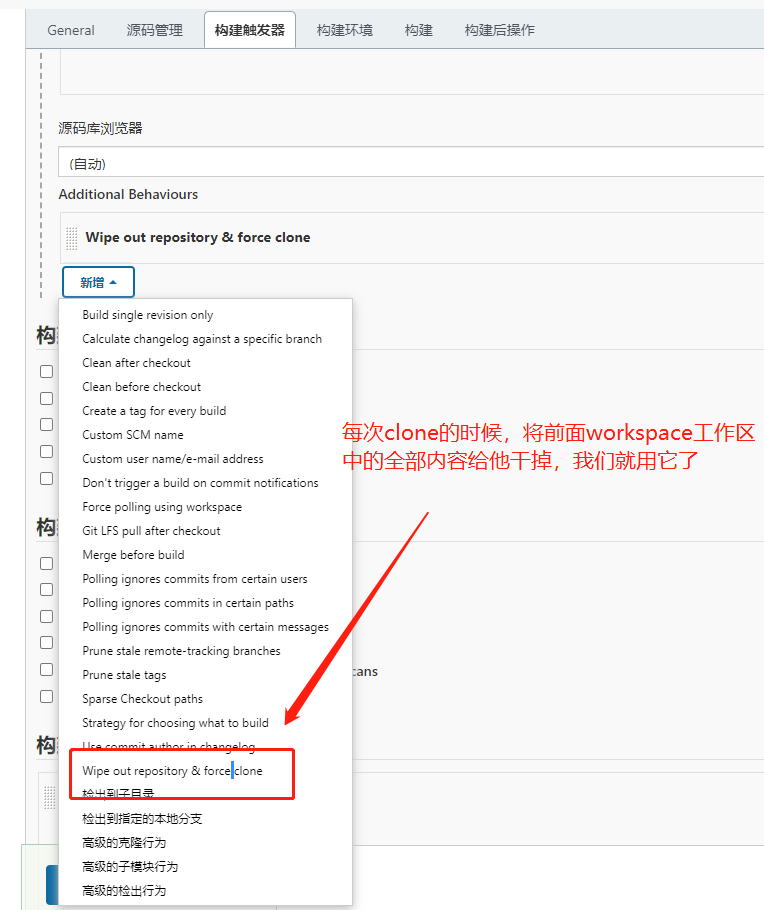 General 源码管理 构建触发器 构建环境 构建 构建后操作
源码库浏览器
(自动)
Additional Behaviours
Wipe out repository & force clone
新增
构
Build single revision only
Calculate changelog against a specific branch
Clean after checkout
Clean before checkout
Create a tag for every build
Custom SCM name
Custom user name/e-mail address
Don't trigger a build on commit notifications
Force polling using workspace
Git LFS pull after checkout
Merge before build
Polling ignores commits from certain users
Polling ignores commits in certain paths
Polling ignores commits with certain messages
Prune stale remote-tracking branches
Prune stale tags
Sparse Checkout paths
Strategy for choosing what to build
Use commit author in changelog
Wipe out repository & force clone
检出到子目录
检出到指定的本地分支
高级的克隆行为
高级的子模块行为
高级的检出行为
每次clone的时候，将前面workspace工作区
中的全部内容给他干掉，我们就用它了
构
cans
构